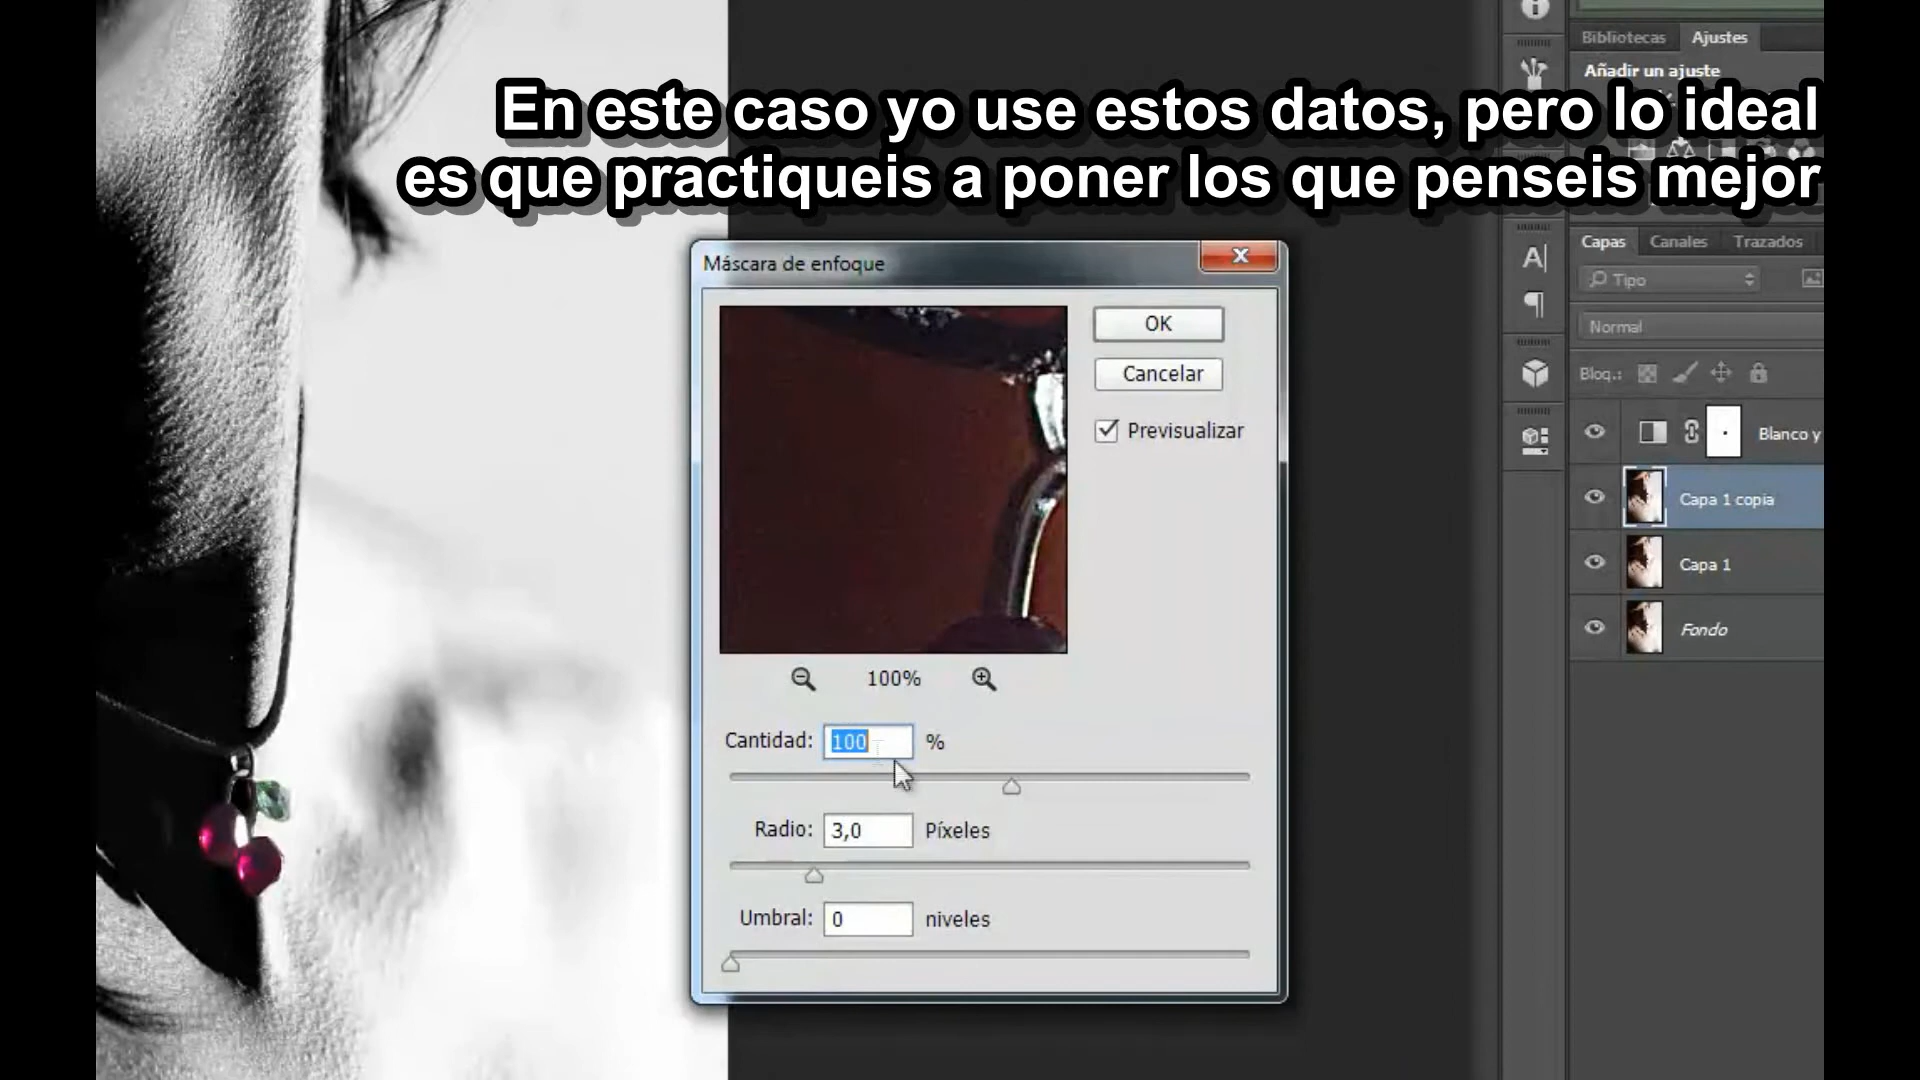 En este caso yo use estos datos, pero lo ideal
es que practiqueis a poner los que penseis mejor
Bibliotecas Ajustes
Añadir un ajuste
Capas Canales Trazados
Tipo
Normal
Bloq.:
Blanco y
Capa 1 copia
Capa 1
Fondo
Máscara de enfoque
OK
Cancelar
Previsualizar
100%
Cantidad: 100 %
Radio: 3,0 Píxeles
Umbral: 0 niveles